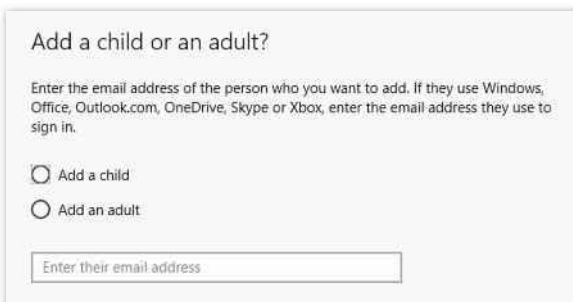 Add a child or an adult?
Enter the email address of the person who you want to add. If they use Windows,
Office, Outlook.com, OneDrive, Skype or Xbox, enter the email address they use to
sign in.
Add a child
Add an adult
Enter their email address